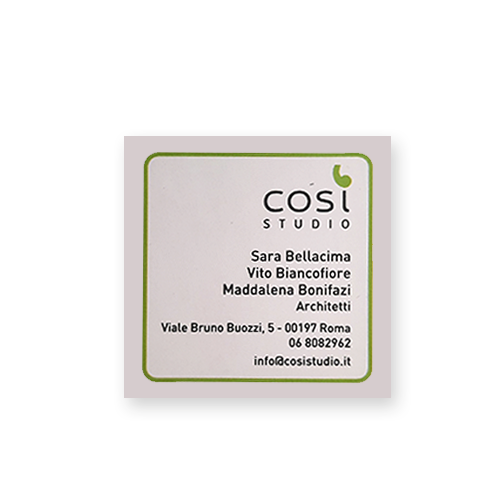 COSÌ
STUDIO
Sara Bellacima
Vito Biancofiore
Maddalena Bonifazi
Architetti
Viale Bruno Buozzi, 5 - 00197 Roma
06 8082962
info@cosistudio.it